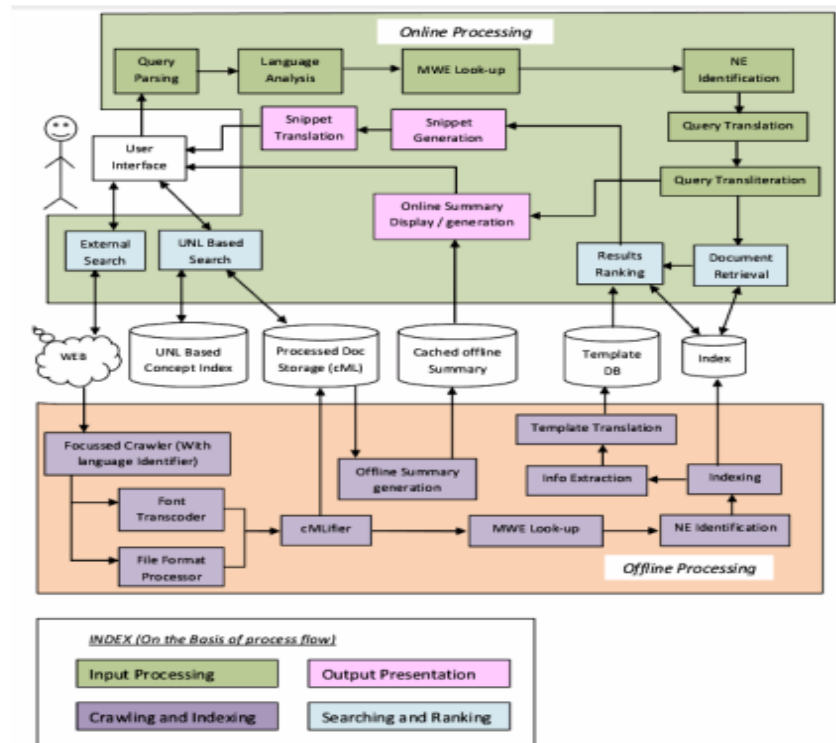 Online Processing
Query
Parsing
Language
Analysis
MWE Look-up
NE
Identification
Snippet
Translation
Snippet
Generation
Query Translation
User
Interface
Query Transliteration
Online Summary
Display / generation
External
Search
UNL Based
Search
Results
Ranking
Document
Retrieval
WEB
UNL Based
Concept Index
Processed Doc
Storage (cML)
Cached offline
Summary
Template
DB
Index
Focussed Crawler (With
language Identifier)
Template Translation
Offline Summary
generation
Info Extraction
Indexing
Font
Transcoder
cMLifier
MWE Look-up
NE Identification
File Format
Processor
Offline Processing
INDEX (On the Basis of process flow)
Input Processing
Output Presentation
Crawling and Indexing
Searching and Ranking